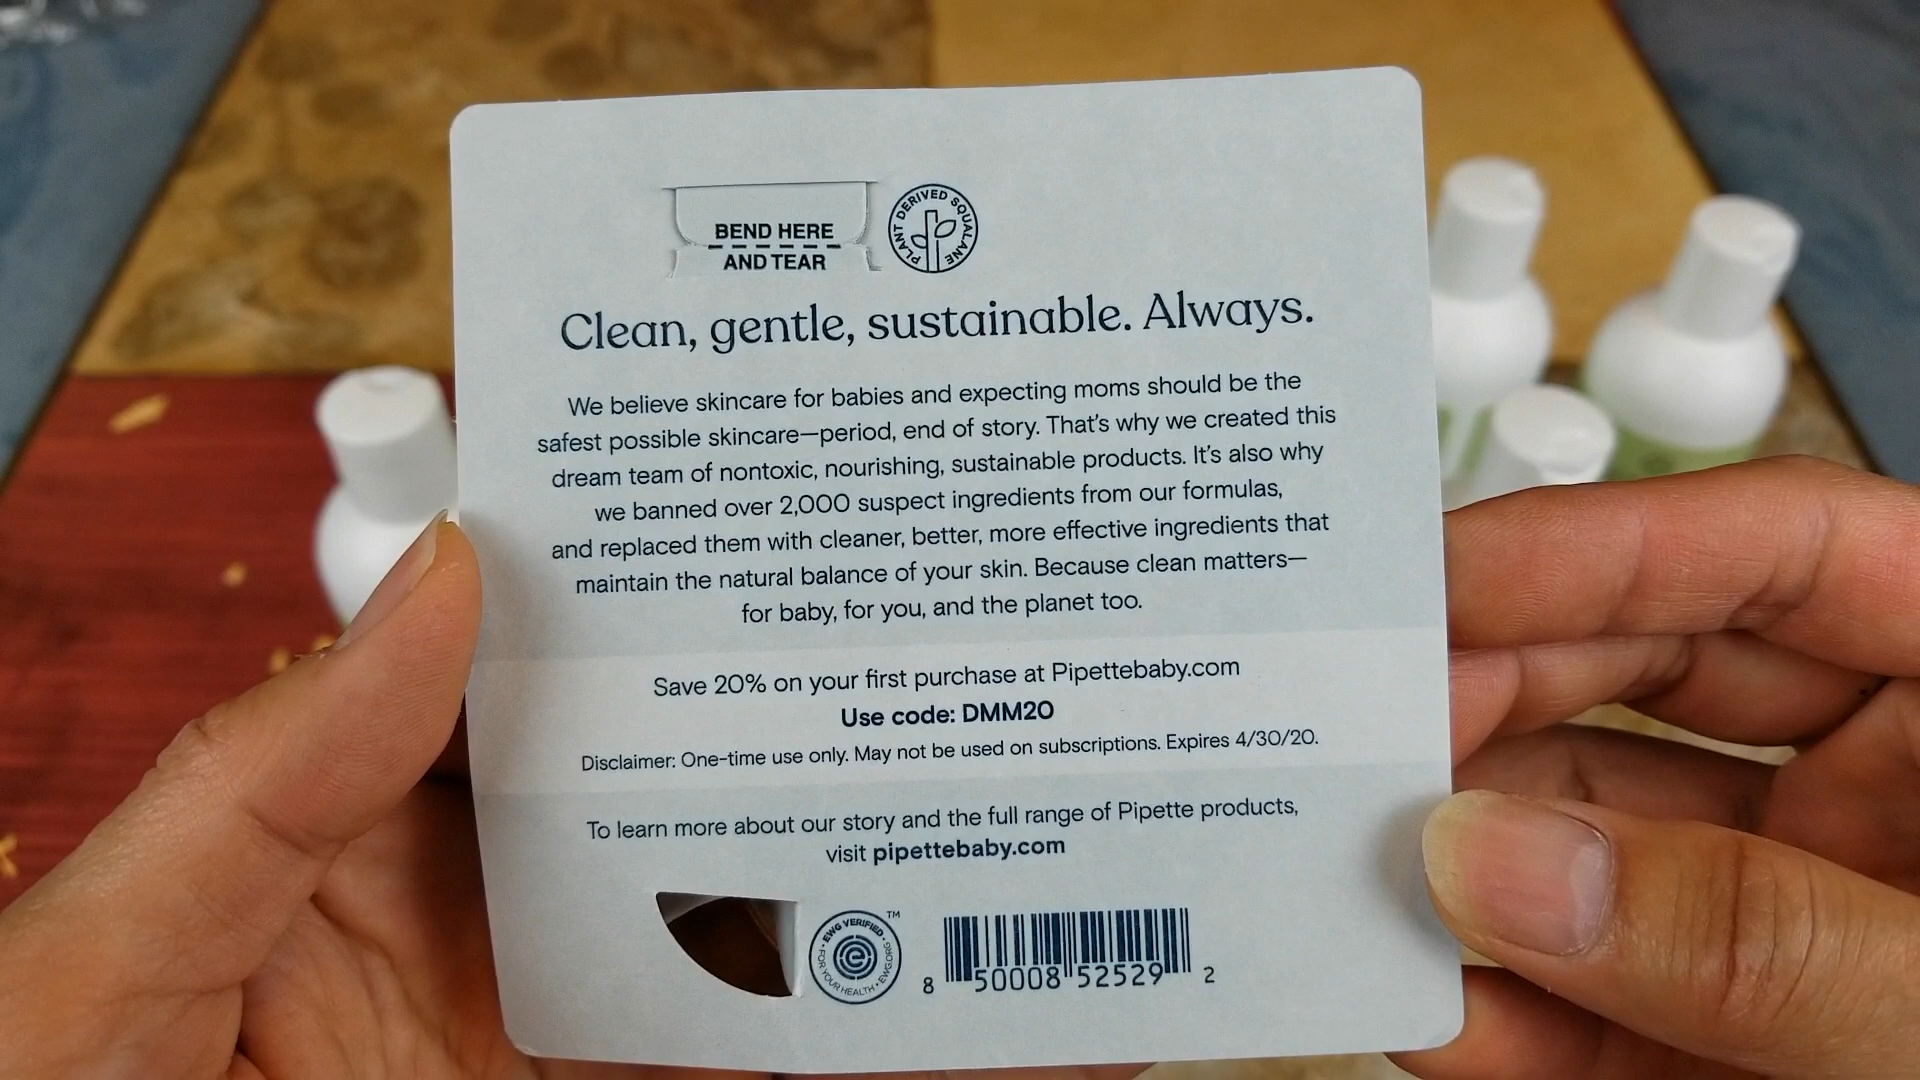 BEND HERE
AND TEAR
PLANT DERIVED SQUALANE
Clean, gentle, sustainable. Always.
We believe skincare for babies and expecting moms should be the
safest possible skincare—period, end of story. That's why we created this
dream team of nontoxic, nourishing, sustainable products. It's also why
we banned over 2,000 suspect ingredients from our formulas,
and replaced them with cleaner, better, more effective ingredients that
maintain the natural balance of your skin. Because clean matters—
for baby, for you, and the planet too.
Save 20% on your first purchase at Pipettebaby.com
Use code: DMM20
Disclaimer: One-time use only. May not be used on subscriptions. Expires 4/30/20.
To learn more about our story and the full range of Pipette products,
visit pipettebaby.com
EWG VERIFIED • FOR YOUR HEALTH • EWG.ORG ™
e
8 50008 52529 2